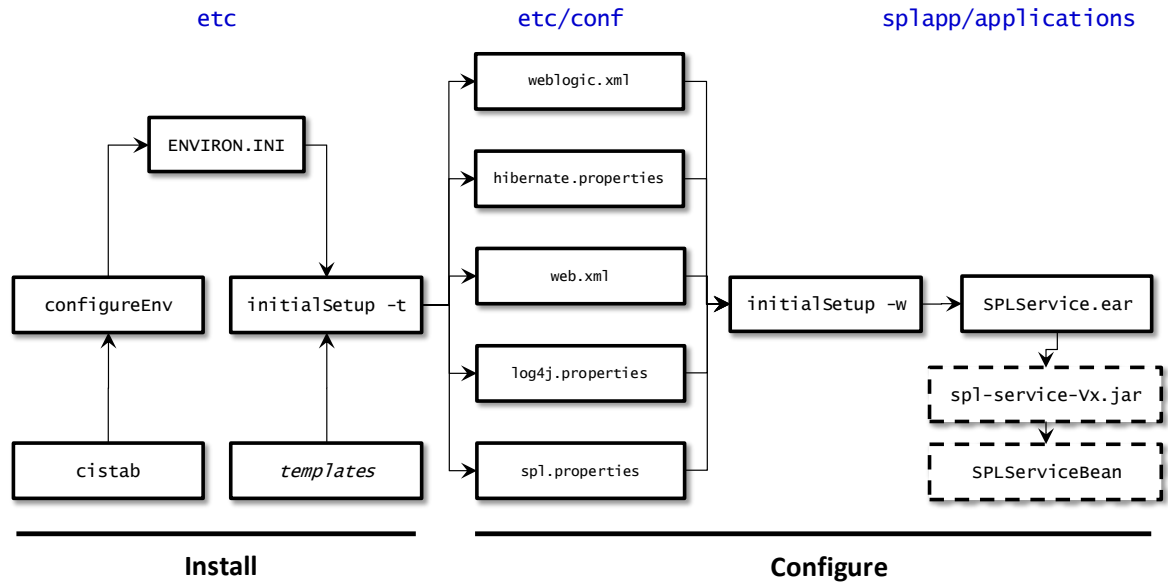 etc
etc/conf
splapp/applications
weblogic.xml
ENVIRON.INI
hibernate.properties
configureEnv
initialSetup –t
web.xml
initialSetup –w
SPLService.ear
log4j.properties
spl-service-Vx.jar
cistab
templates
spl.properties
SPLServiceBean
Install
Configure